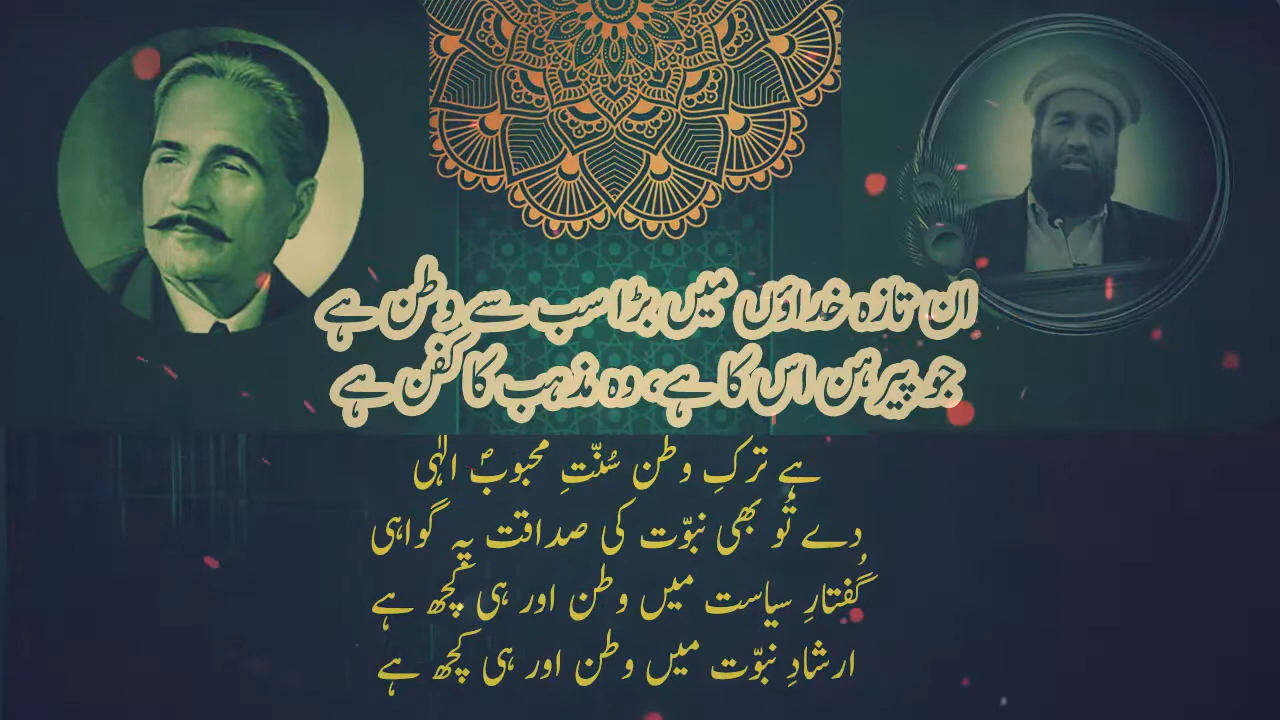 ان تازہ خداؤں میں بڑا سب سے وطن ہے
جو پیرہن اس کا ہے، وہ مذہب کا کفن ہے
ہے ترکِ وطن سُنّتِ محبوبؐ الٰہی
دے تُو بھی نبوّت کی صداقت پہ گواہی
گُفتارِ سیاست میں وطن اور ہی کچھ ہے
ارشادِ نبوّت میں وطن اور ہی کچھ ہے